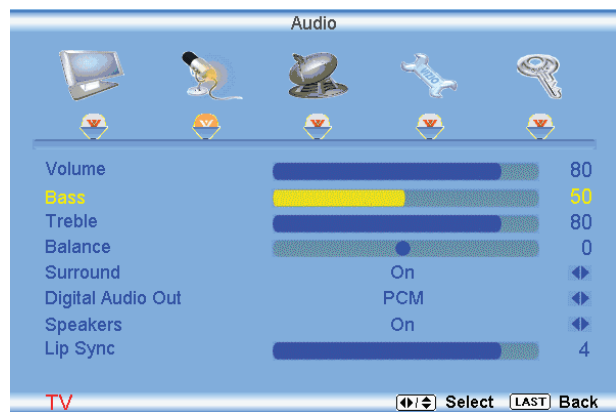 Audio
VIZIO
Volume 80
Bass 50
Treble 80
Balance 0
Surround On
Digital Audio Out PCM
Speakers On
Lip Sync 4
TV Select LAST Back